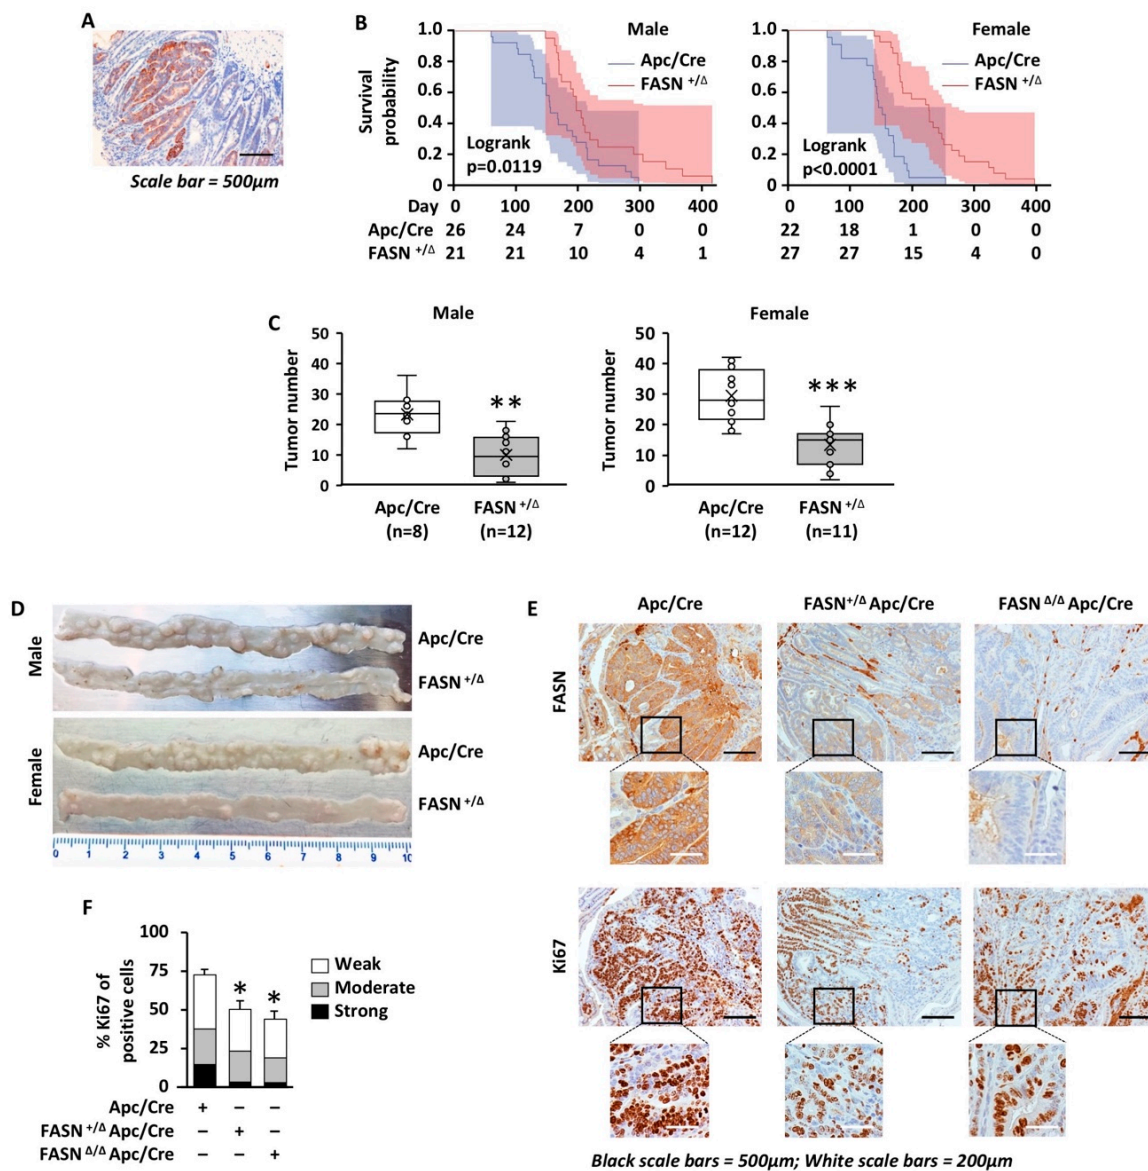 A
Scale bar = 500μm
B
Male
Female
Survival probability
1.0
0.8
0.6
0.4
0.2
0
Apc/Cre
FASN +/Δ
Logrank
p=0.0119
1.0
0.8
0.6
0.4
0.2
0
Apc/Cre
FASN +/Δ
Logrank
p<0.0001
Day 0 100 200 300 400 0 100 200 300 400
Apc/Cre 26 24 7 0 0 22 18 1 0 0
FASN +/Δ 21 21 10 4 1 27 27 15 4 0
C
Male
Female
Tumor number
50
40
30
20
10
0
**
Apc/Cre FASN +/Δ
(n=8) (n=12)
Tumor number
50
40
30
20
10
0
***
Apc/Cre FASN +/Δ
(n=12) (n=11)
D
Male
Apc/Cre
FASN +/Δ
Female
Apc/Cre
FASN +/Δ
0 1 2 3 4 5 6 7 8 9 10
E
Apc/Cre FASN+/Δ Apc/Cre FASN Δ/Δ Apc/Cre
FASN
Ki67
Black scale bars = 500μm; White scale bars = 200μm
F
% Ki67 of
positive cells
100
75
50
25
0
* *
Weak
Moderate
Strong
Apc/Cre + – –
FASN +/Δ Apc/Cre – + –
FASN Δ/Δ Apc/Cre – – +